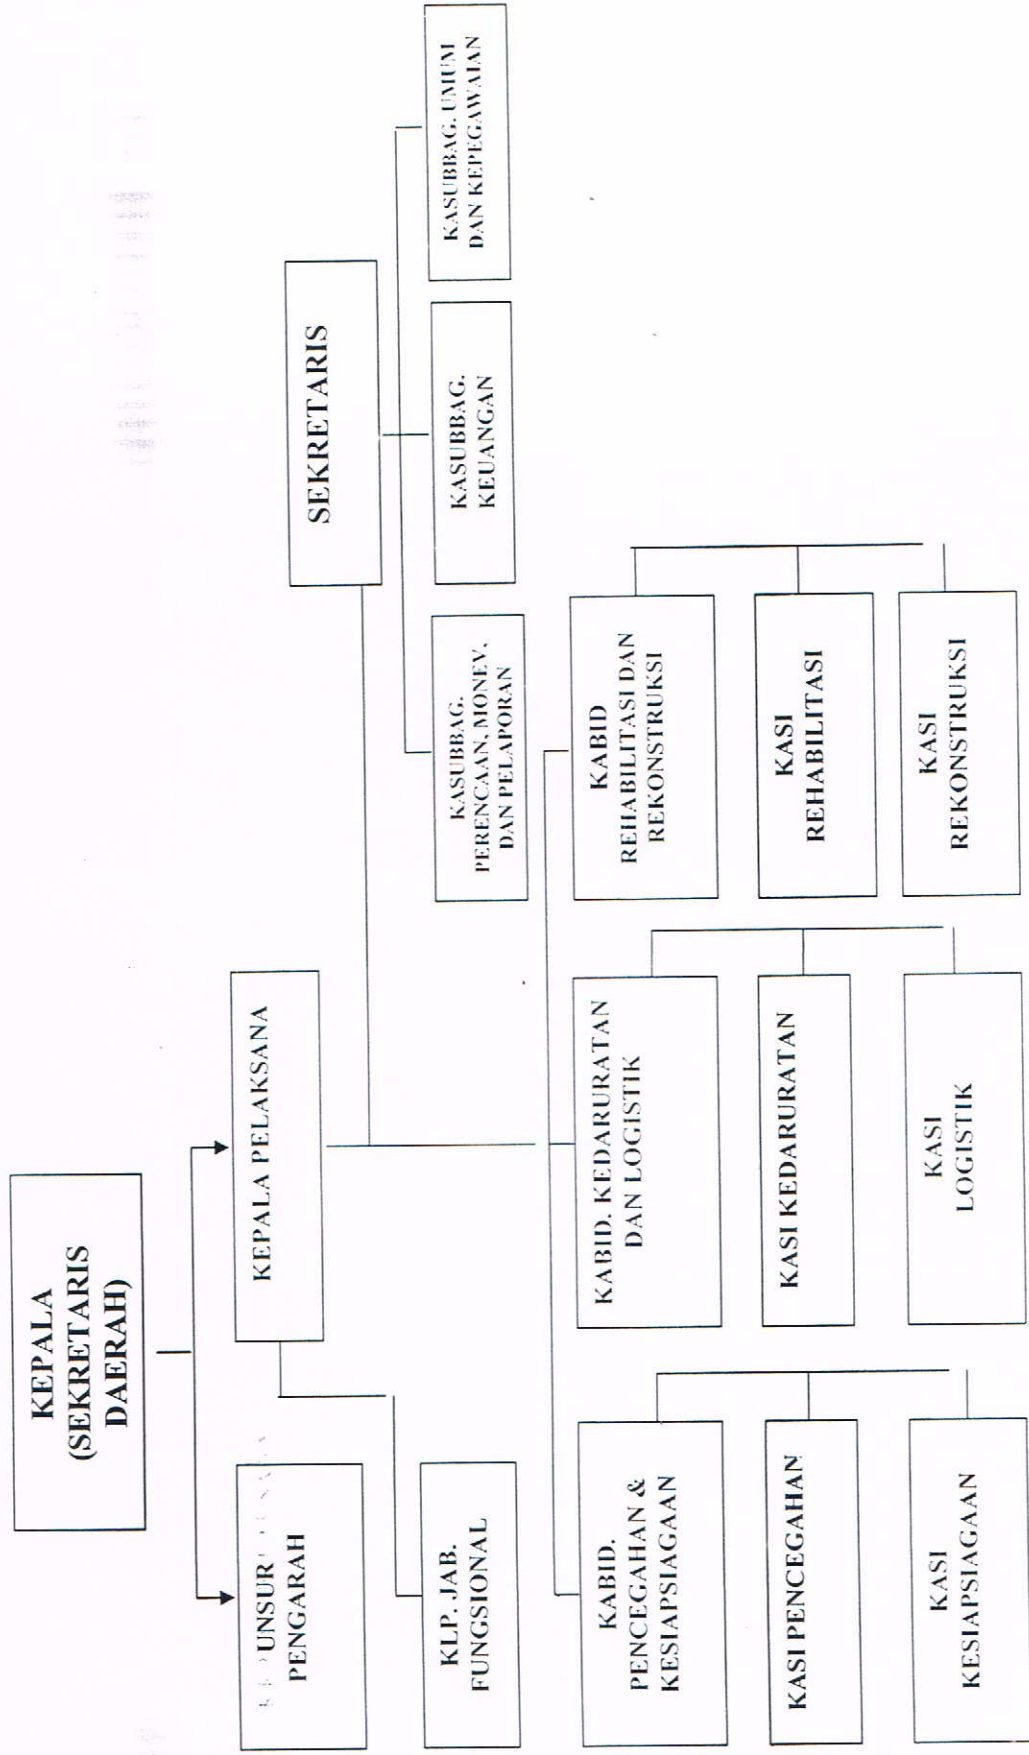 KEPALA
(SEKRETARIS
DAERAH)
UNSUR
PENGARAH
KEPALA PELAKSANA
SEKRETARIS
KLP. JAB.
FUNGSIONAL
KASUBBAG.
PERENCAAN, MONEV,
DAN PELAPORAN
KASUBBAG.
KEUANGAN
KASUBBAG. UMUM
DAN KEPEGAWAIAN
KABID.
PENCEGAHAN &
KESIAPSIAGAAN
KABID. KEDARURATAN
DAN LOGISTIK
KABID
REHABILITASI DAN
REKONSTRUKSI
KASI PENCEGAHAN
KASI KEDARURATAN
KASI
REHABILITASI
KASI
KESIAPSIAGAAN
KASI
LOGISTIK
KASI
REKONSTRUKSI